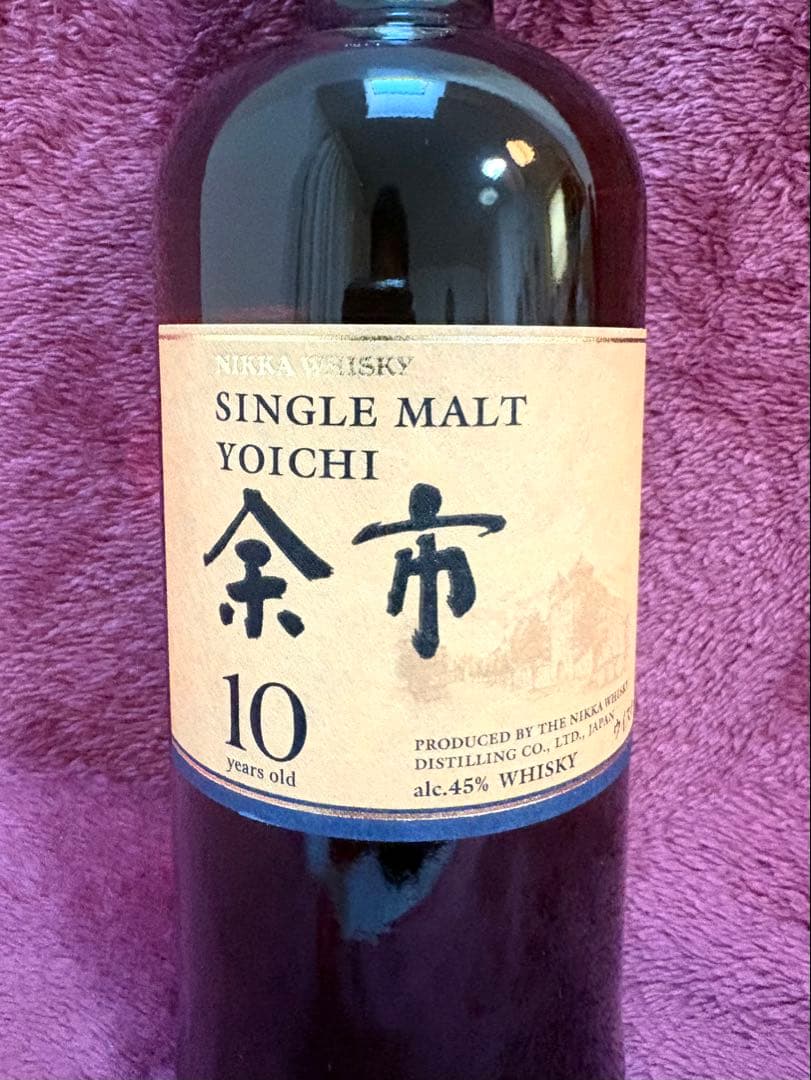 NIKKA WHISKY
SINGLE MALT
YOICHI
余市
10
years old
PRODUCED BY THE NIKKA WHISKY
DISTILLING CO., LTD., JAPAN
alc.45% WHISKY